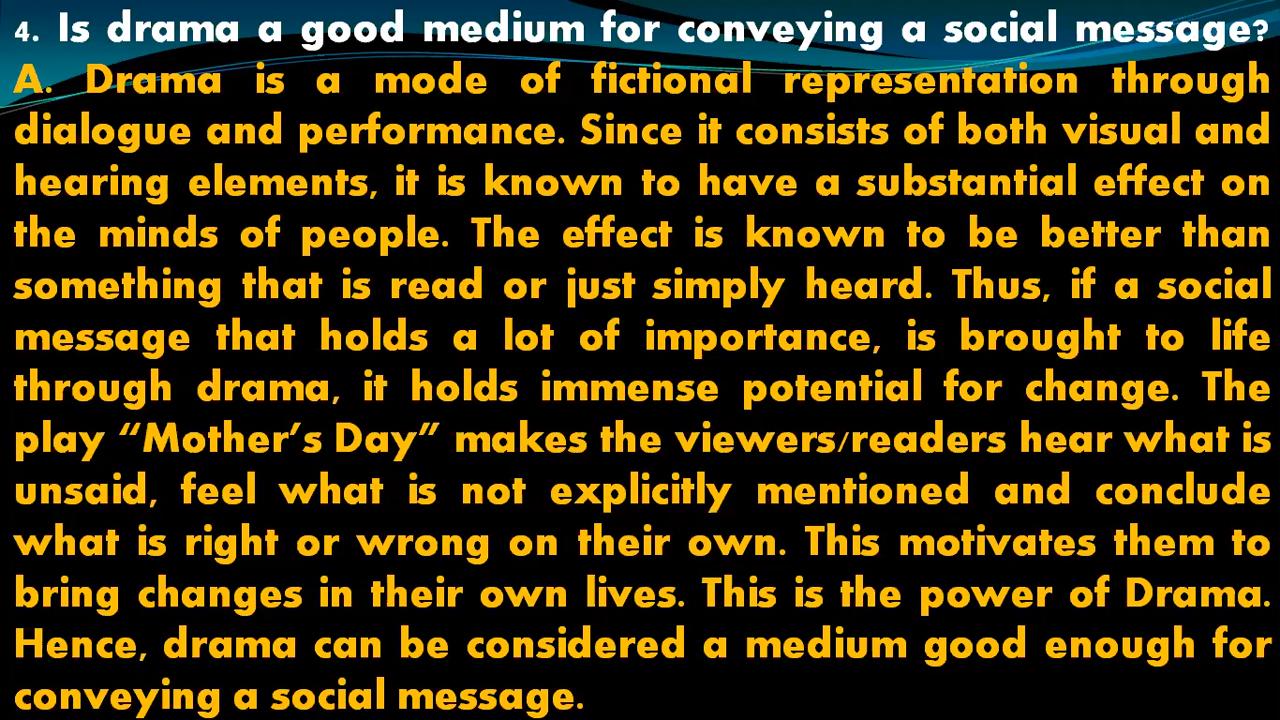 4. Is drama a good medium for conveying a social message?
A. Drama is a mode of fictional representation through
dialogue and performance. Since it consists of both visual and
hearing elements, it is known to have a substantial effect on
the minds of people. The effect is known to be better than
something that is read or just simply heard. Thus, if a social
message that holds a lot of importance, is brought to life
through drama, it holds immense potential for change. The
play “Mother’s Day” makes the viewers/readers hear what is
unsaid, feel what is not explicitly mentioned and conclude
what is right or wrong on their own. This motivates them to
bring changes in their own lives. This is the power of Drama.
Hence, drama can be considered a medium good enough for
conveying a social message.